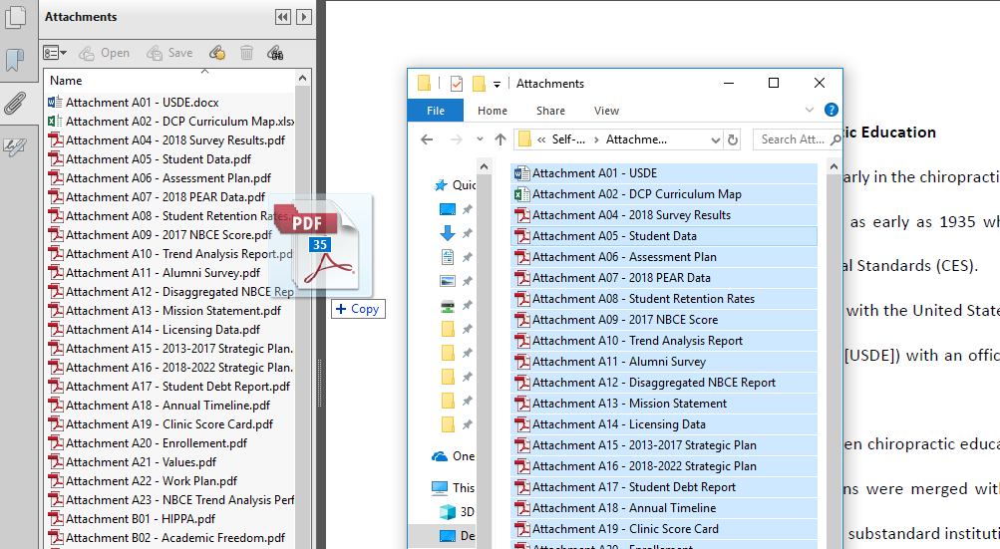 Attachments
Open
Save
Name
Attachment A01 - USDE.docx
Attachment A02 - DCP Curriculum Map.xlsx
Attachment A04 - 2018 Survey Results.pdf
Attachment A05 - Student Data.pdf
Attachment A06 - Assessment Plan.pdf
Attachment A07 - 2018 PEAR Data.pdf
Attachment A08 - Student Retention Rates.
Attachment A09 - 2017 NBCE Score.pdf
Attachment A10 - Trend Analysis Report.pd
Attachment A11 - Alumni Survey.pdf
Attachment A12 - Disaggregated NBCE Rep
Attachment A13 - Mission Statement.pdf
Attachment A14 - Licensing Data.pdf
Attachment A15 - 2013-2017 Strategic Plan.
Attachment A16 - 2018-2022 Strategic Plan.
Attachment A17 - Student Debt Report.pdf
Attachment A18 - Annual Timeline.pdf
Attachment A19 - Clinic Score Card.pdf
Attachment A20 - Enrollement.pdf
Attachment A21 - Values.pdf
Attachment A22 - Work Plan.pdf
Attachment A23 - NBCE Trend Analysis Perf
Attachment B01 - HIPPA.pdf
Attachment B02 - Academic Freedom.pdf
PDF
35
+ Copy
Attachments
File
Home
Share
View
« Self-... > Attachme...
Search Att...
Quic
One
This
3D
De
Attachment A01 - USDE
Attachment A02 - DCP Curriculum Map
Attachment A04 - 2018 Survey Results
Attachment A05 - Student Data
Attachment A06 - Assessment Plan
Attachment A07 - 2018 PEAR Data
Attachment A08 - Student Retention Rates
Attachment A09 - 2017 NBCE Score
Attachment A10 - Trend Analysis Report
Attachment A11 - Alumni Survey
Attachment A12 - Disaggregated NBCE Report
Attachment A13 - Mission Statement
Attachment A14 - Licensing Data
Attachment A15 - 2013-2017 Strategic Plan
Attachment A16 - 2018-2022 Strategic Plan
Attachment A17 - Student Debt Report
Attachment A18 - Annual Timeline
Attachment A19 - Clinic Score Card
Attachment A20 - Enrollement
tic Education
arly in the chiropracti
as early as 1935 wh
al Standards (CES).
with the United State
[USDE]) with an offic
en chiropractic educa
ns were merged with
substandard institut